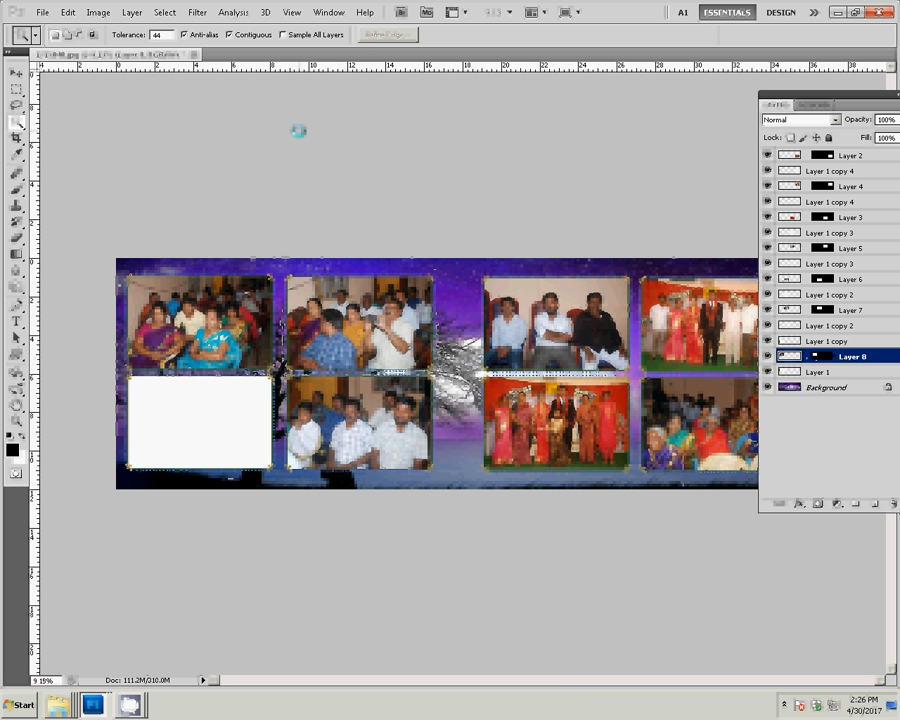 File Edit Image Layer Select Filter Analysis 3D View Window Help A1 ESSENTIALS DESIGN
Tolerance: 44 Anti-alias Contiguous Sample All Layers Refine Edge...
Normal Opacity: 100%
Lock: Fill: 100%
Layer 2
Layer 1 copy 4
Layer 4
Layer 1 copy 4
Layer 3
Layer 1 copy 3
Layer 5
Layer 1 copy 3
Layer 6
Layer 1 copy 2
Layer 7
Layer 1 copy 2
Layer 1 copy
Layer 8
Layer 1
Background
Doc: 111.2M/310.0M
Start 2:26 PM
4/30/2017